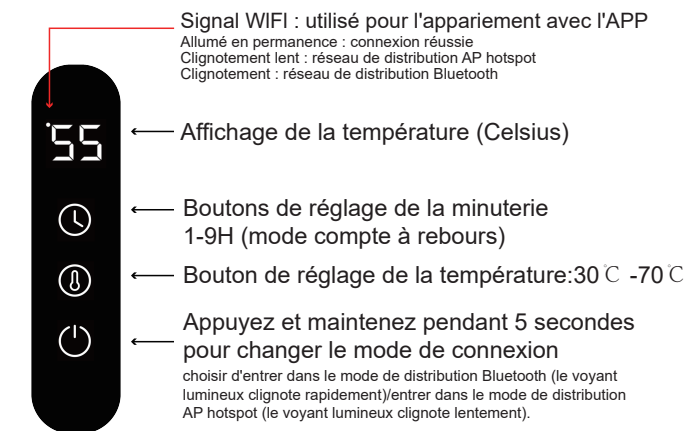 Signal WIFI : utilisé pour l'appariement avec l'APP
Allumé en permanence : connexion réussie
Clignotement lent : réseau de distribution AP hotspot
Clignotement : réseau de distribution Bluetooth
55
Affichage de la température (Celsius)
Boutons de réglage de la minuterie
1-9H (mode compte à rebours)
Bouton de réglage de la température:30℃ -70℃
Appuyez et maintenez pendant 5 secondes
pour changer le mode de connexion
choisir d'entrer dans le mode de distribution Bluetooth (le voyant
lumineux clignote rapidement)/entrer dans le mode de distribution
AP hotspot (le voyant lumineux clignote lentement).